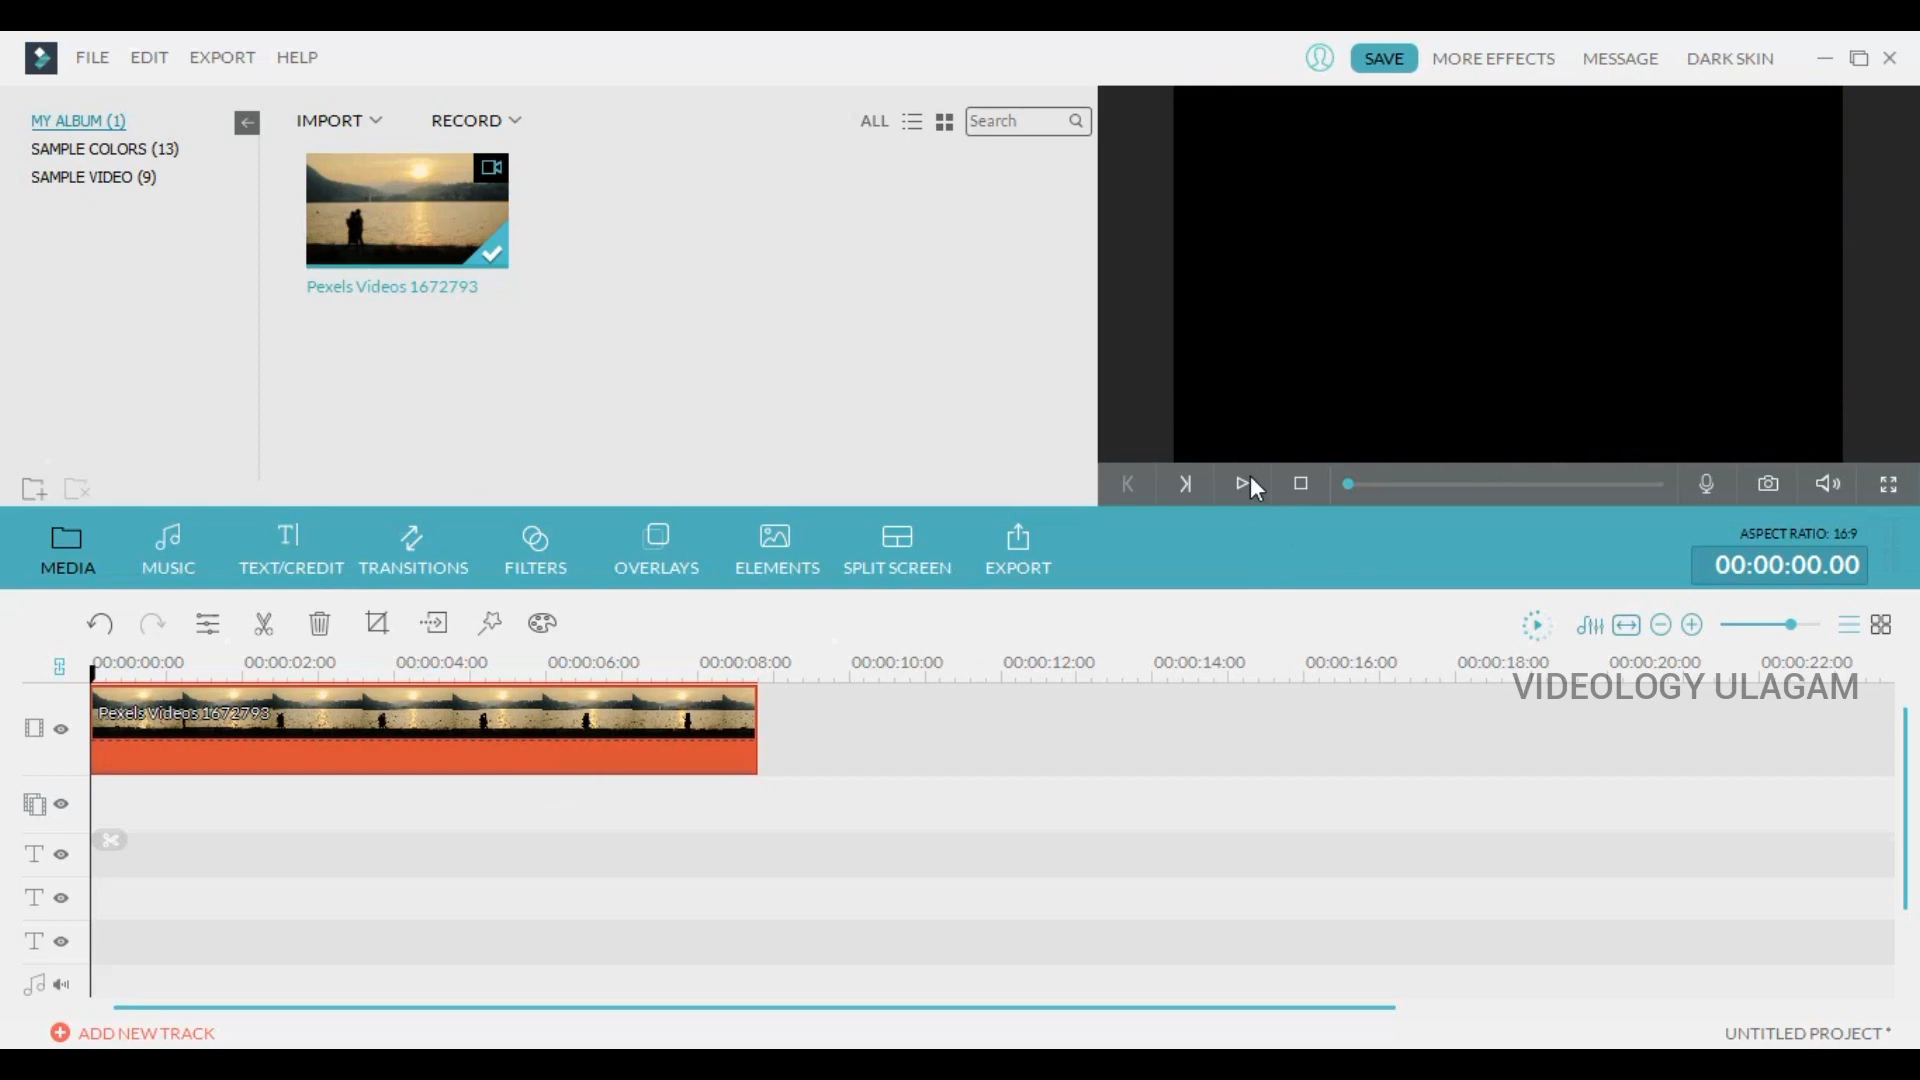 FILE EDIT EXPORT HELP
SAVE MORE EFFECTS MESSAGE DARK SKIN
MY ALBUM (1)
SAMPLE COLORS (13)
SAMPLE VIDEO (9)
IMPORT RECORD ALL Search
Pexels Videos 1672793
MEDIA MUSIC TEXT/CREDIT TRANSITIONS FILTERS OVERLAYS ELEMENTS SPLIT SCREEN EXPORT
ASPECT RATIO: 16:9
00:00:00.00
00:00:00:00 00:00:02:00 00:00:04:00 00:00:06:00 00:00:08:00 00:00:10:00 00:00:12:00 00:00:14:00 00:00:16:00 00:00:18:00 00:00:20:00 00:00:22:00
VIDEOLOGY ULAGAM
Pexels Videos 1672793
ADD NEW TRACK
UNTITLED PROJECT *